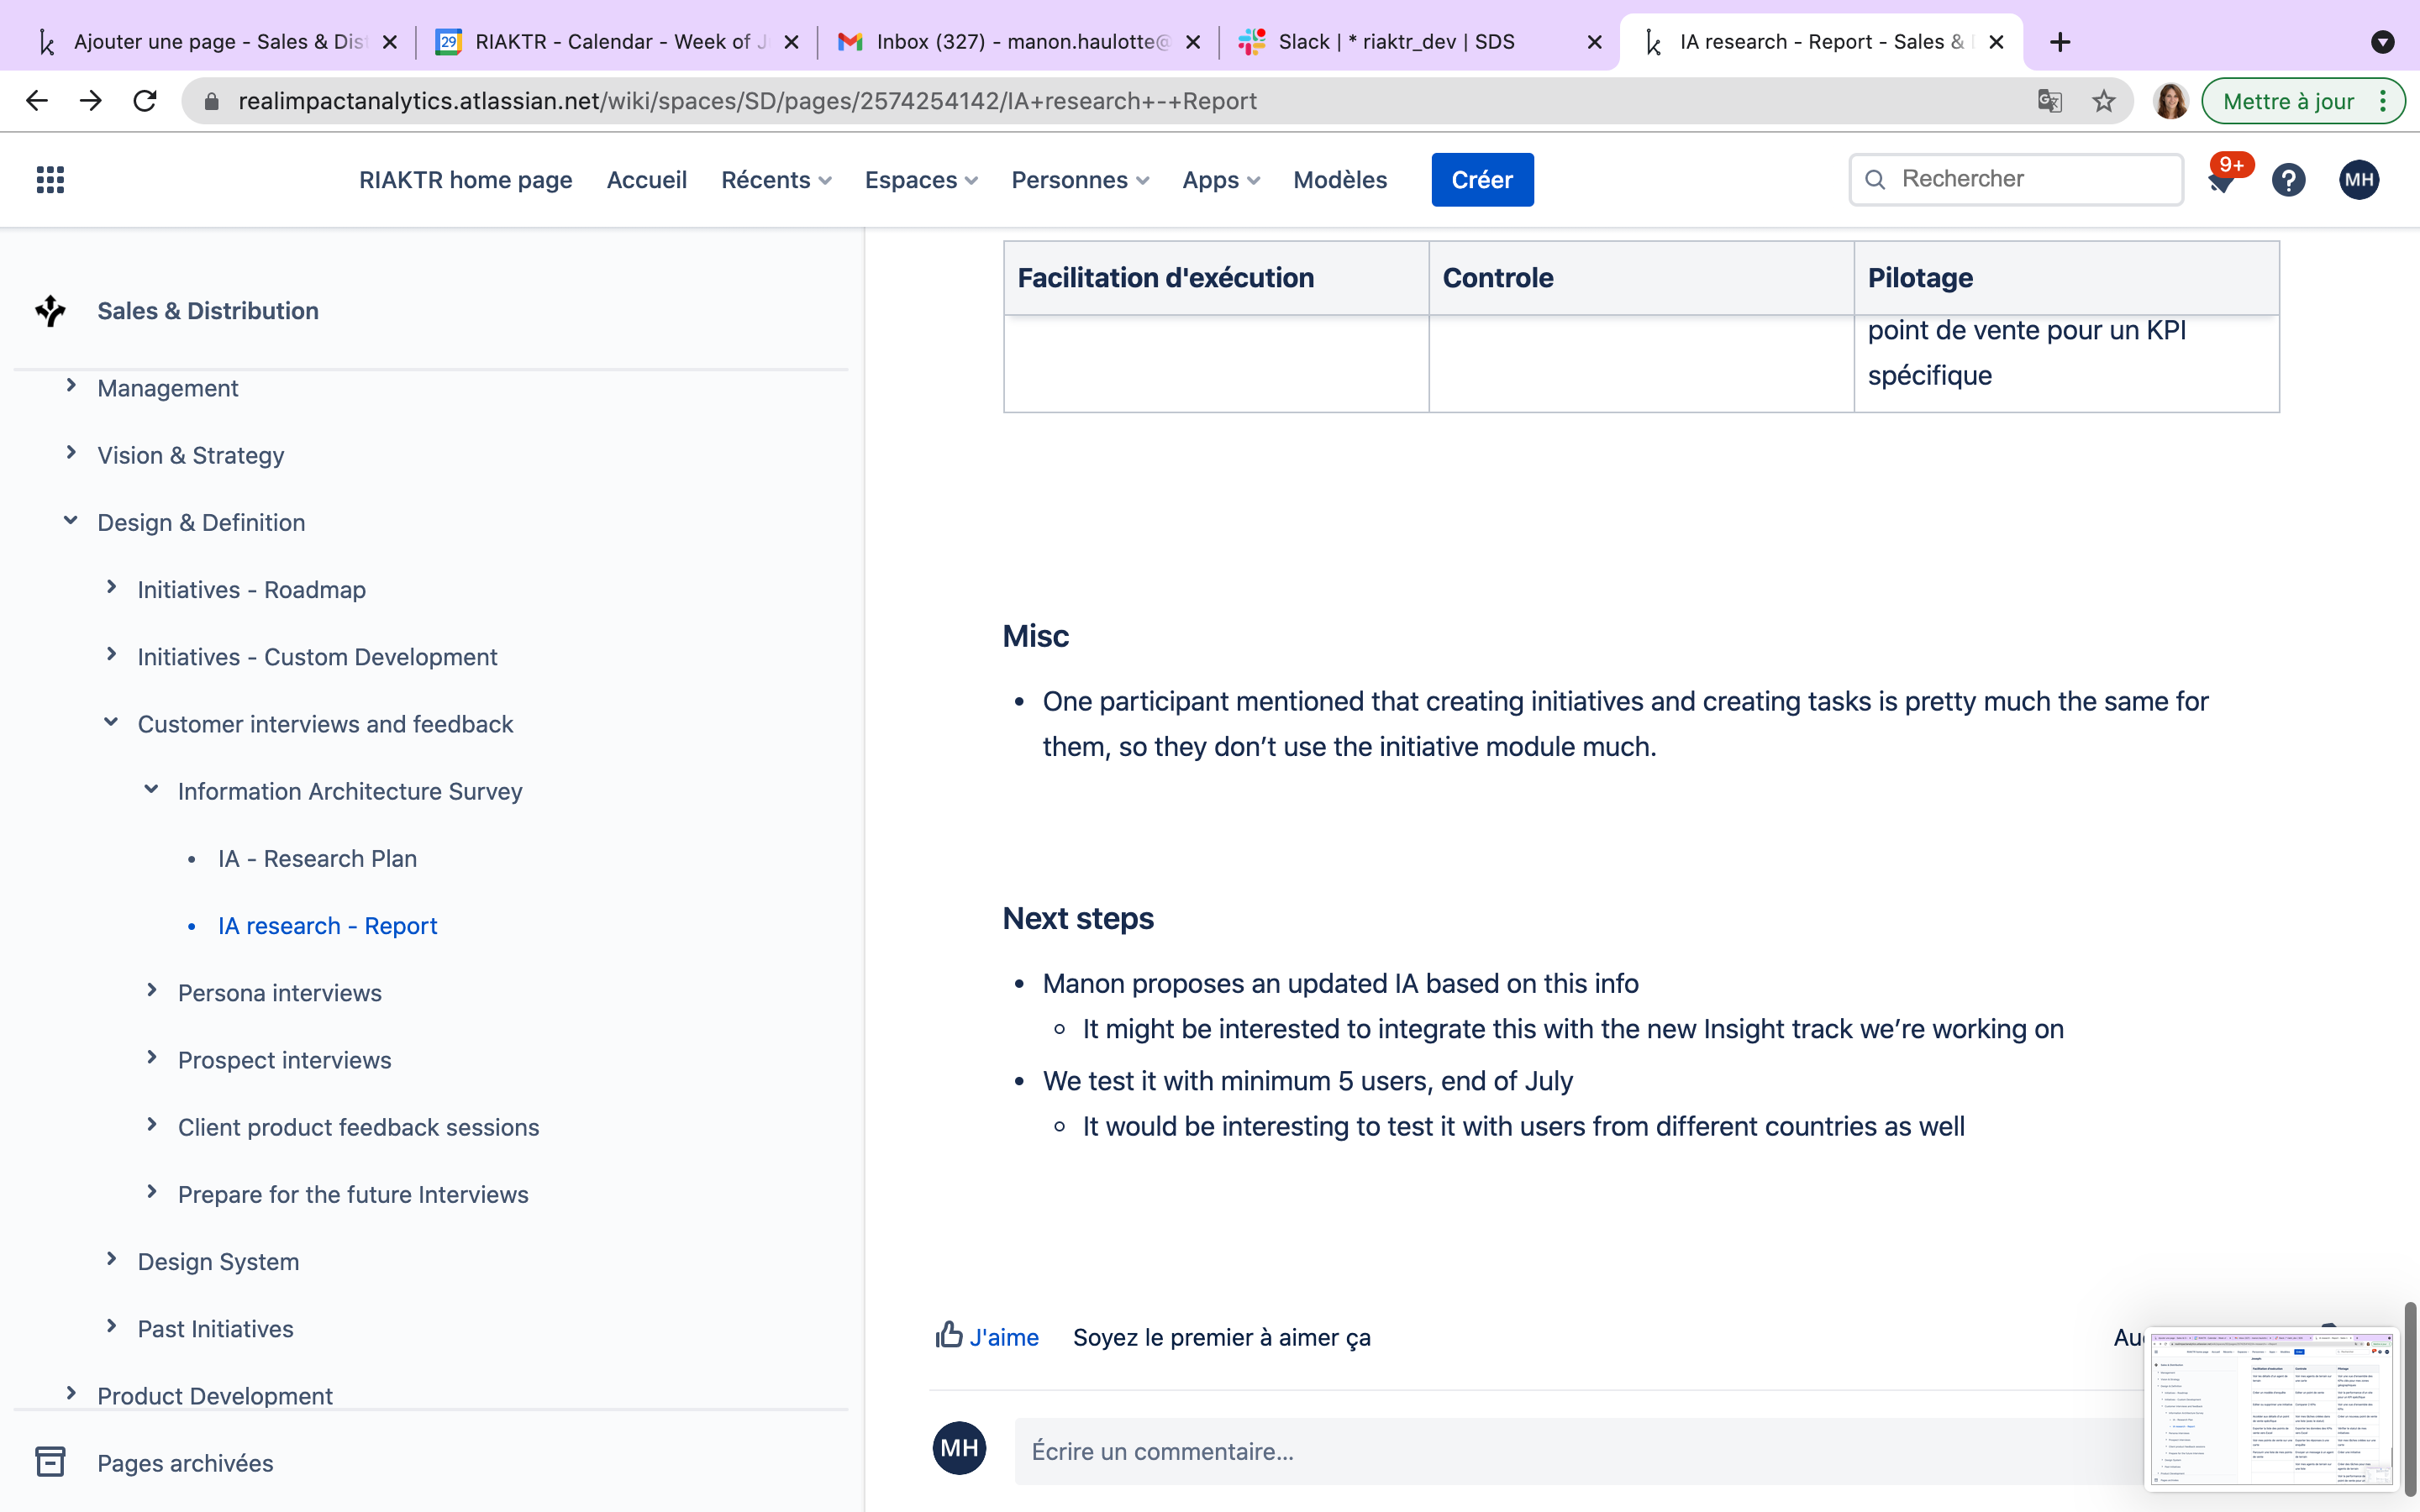 Ajouter une page - Sales & Dis
RIAKTR - Calendar - Week of J
Inbox (327) - manon.haulotte@
Slack | * riaktr_dev | SDS
IA research - Report - Sales &
realimpactanalytics.atlassian.net/wiki/spaces/SD/pages/2574254142/IA+research+-+Report
Mettre à jour
RIAKTR home page
Accueil
Récents
Espaces
Personnes
Apps
Modèles
Créer
Rechercher
9+
?
MH
Sales & Distribution
Management
Vision & Strategy
Design & Definition
Initiatives - Roadmap
Initiatives - Custom Development
Customer interviews and feedback
Information Architecture Survey
IA - Research Plan
IA research - Report
Persona interviews
Prospect interviews
Client product feedback sessions
Prepare for the future Interviews
Design System
Past Initiatives
Product Development
Pages archivées
Facilitation d'exécution
Controle
Pilotage
point de vente pour un KPI
spécifique
Misc
One participant mentioned that creating initiatives and creating tasks is pretty much the same for
them, so they don’t use the initiative module much.
Next steps
Manon proposes an updated IA based on this info
It might be interested to integrate this with the new Insight track we’re working on
We test it with minimum 5 users, end of July
It would be interesting to test it with users from different countries as well
J'aime
Soyez le premier à aimer ça
MH
Écrire un commentaire...